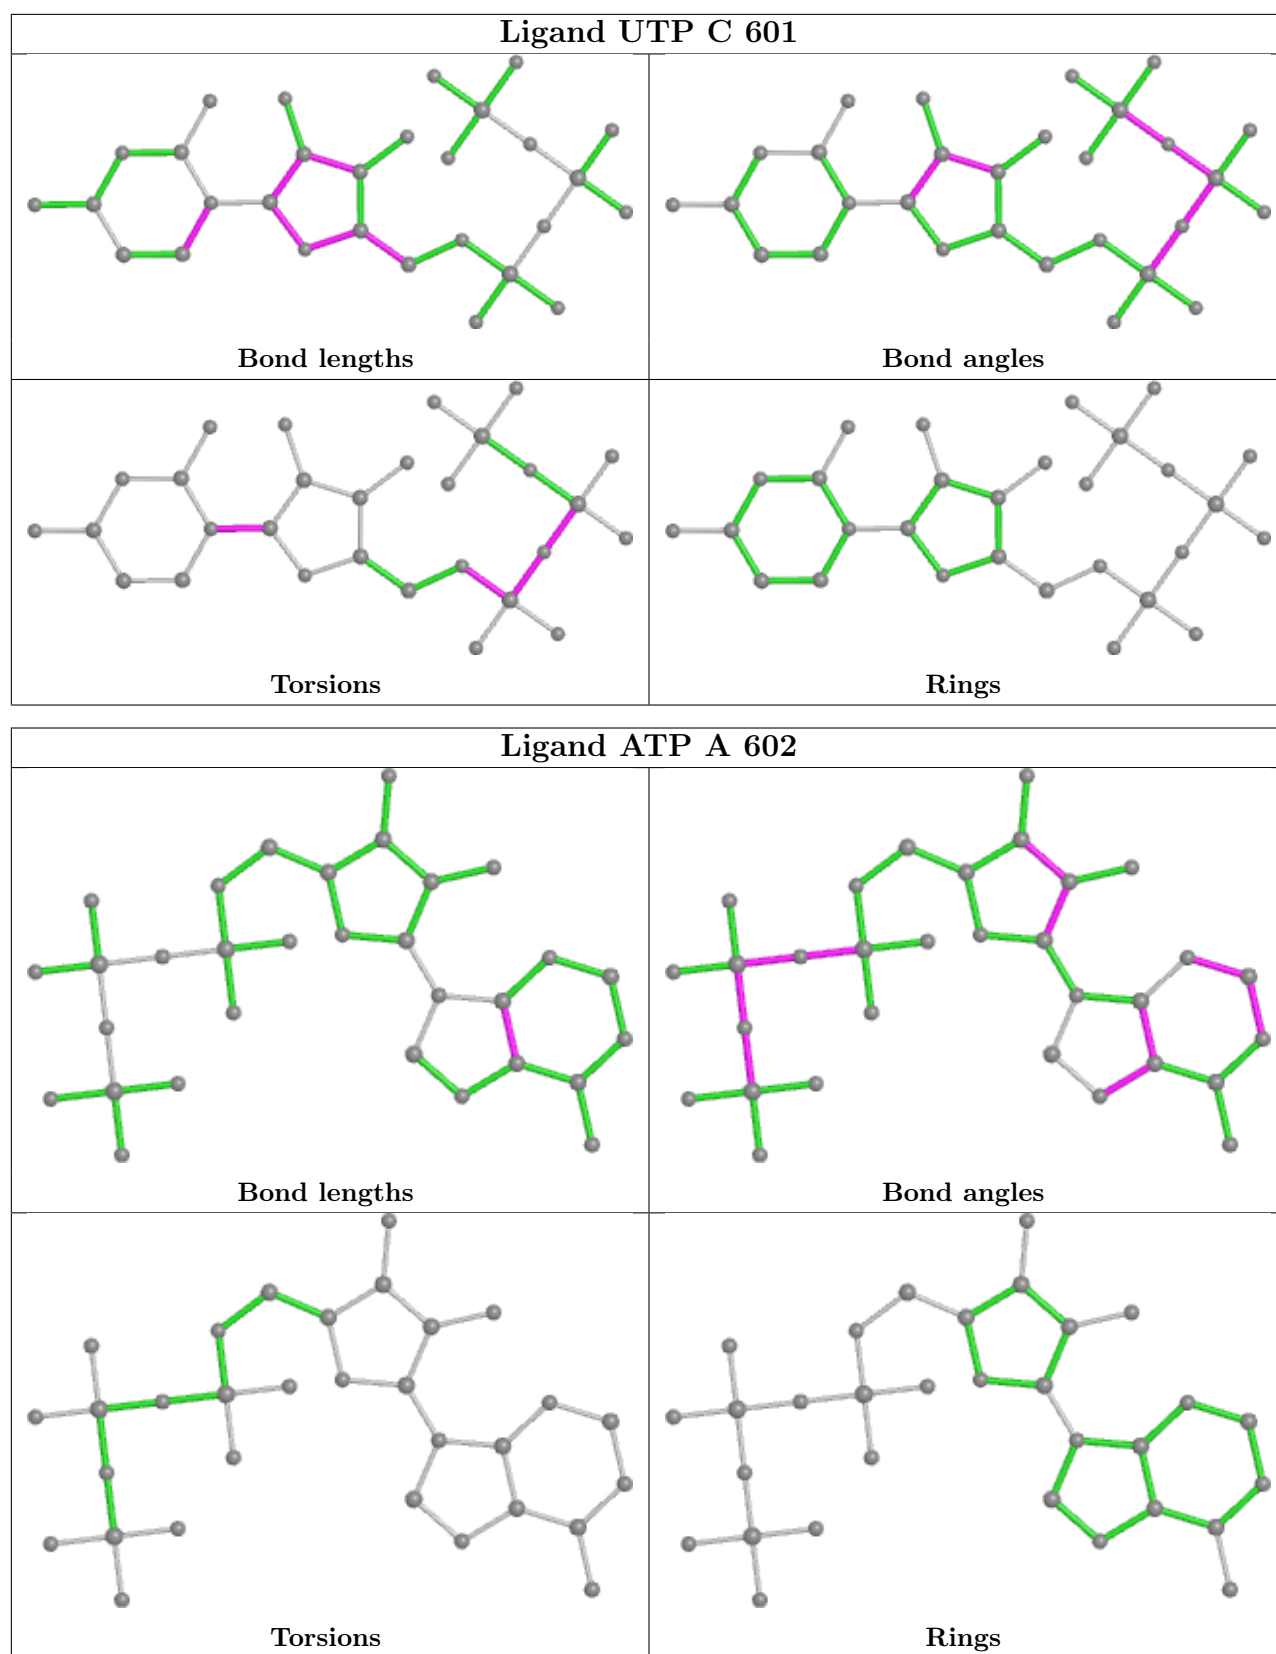 Ligand UTP C 601
Bond lengths
Bond angles
Torsions
Rings
Ligand ATP A 602
Bond lengths
Bond angles
Torsions
Rings